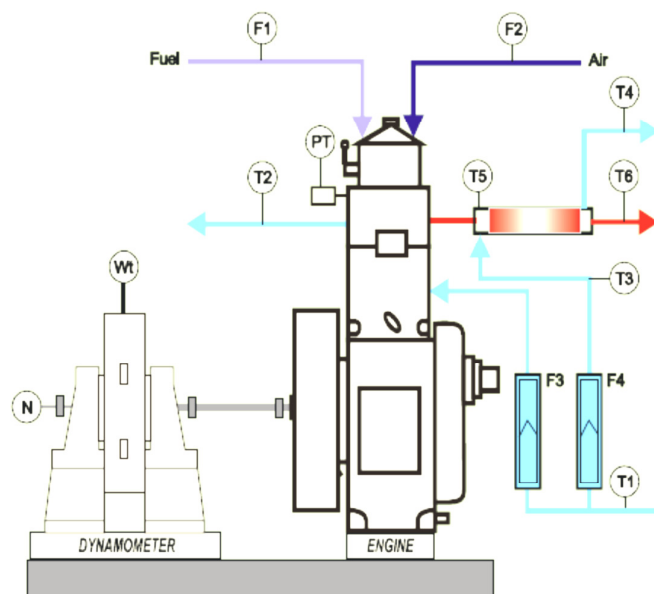 F1
F2
Fuel
Air
T4
PT
T2
T5
T6
Wt
T3
F3
F4
N
T1
DYNAMOMETER
ENGINE